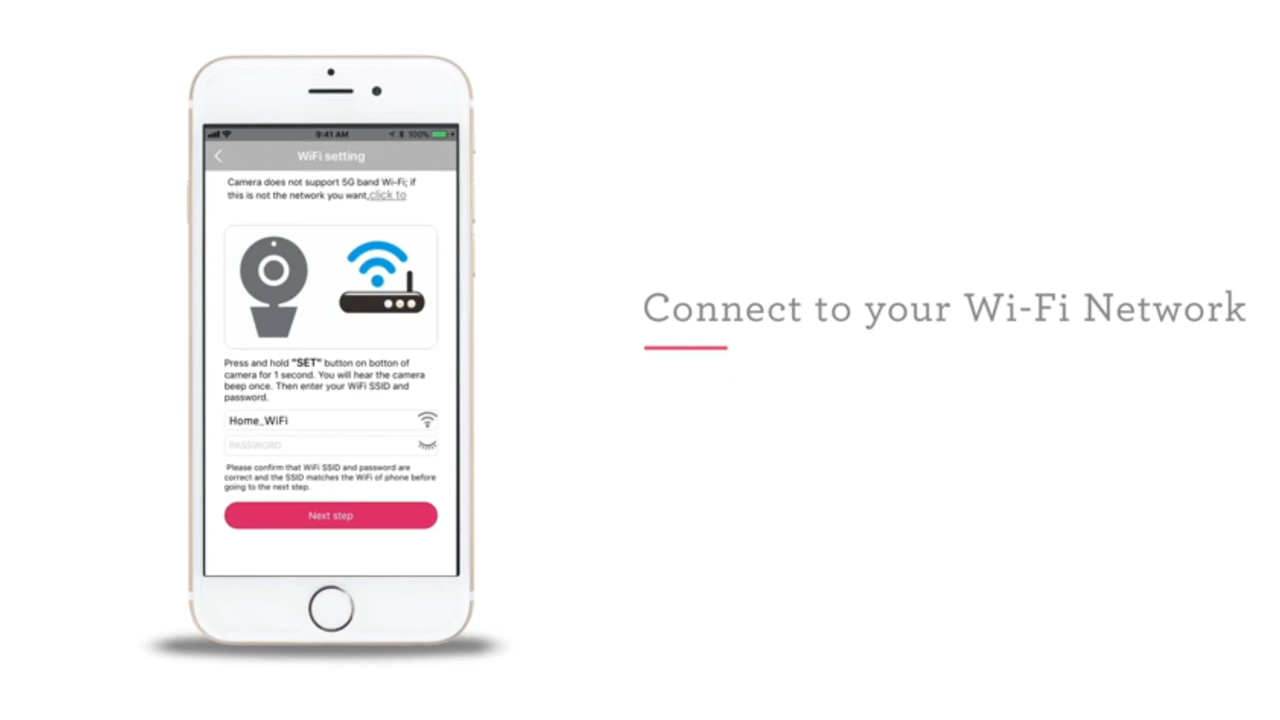 9:41 AM 100%
WiFi setting
Camera does not support 5G band Wi-Fi; if
this is not the network you want,click to
Press and hold "SET" button on botton of
camera for 1 second. You will hear the camera
beep once. Then enter your WiFi SSID and
password.
Home_WiFi
PASSWORD
Please confirm that WiFi SSID and password are
correct and the SSID matches the WiFi of phone before
going to the next step.
Next step
Connect to your Wi-Fi Network